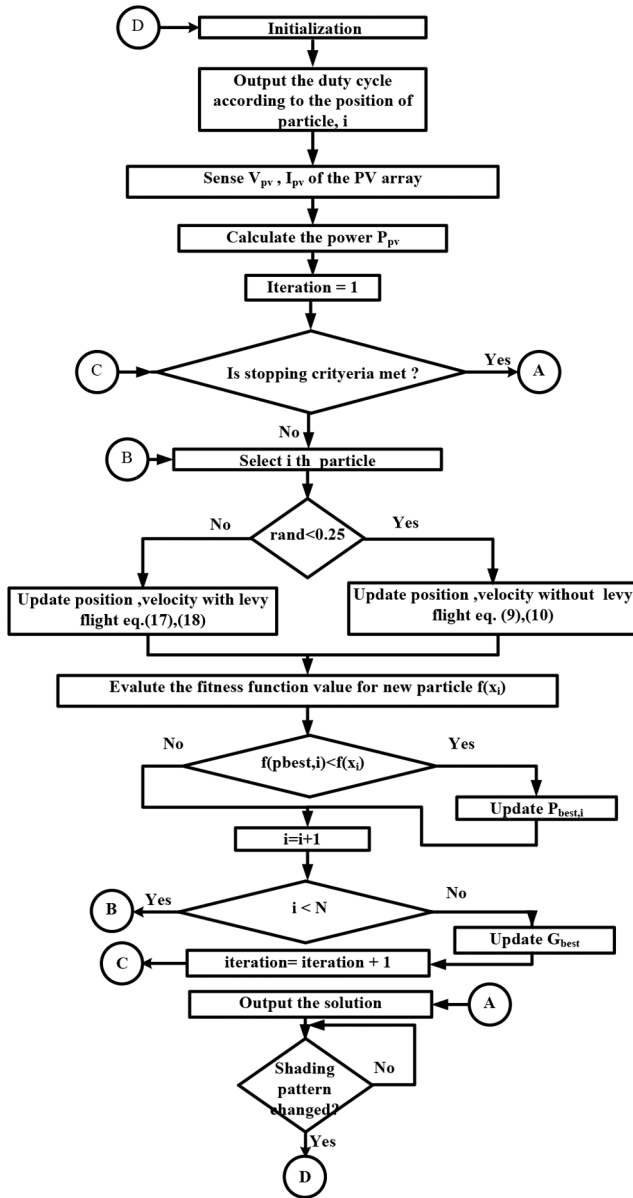 D
Initialization
Output the duty cycle
according to the position of
particle, i
Sense Vpv , Ipv of the PV array
Calculate the power Ppv
Iteration = 1
C
Is stopping crityeria met ?
Yes
A
No
B
Select i th particle
No
rand<0.25
Yes
Update position ,velocity with levy
flight eq.(17),(18)
Update position ,velocity without levy
flight eq. (9),(10)
Evalute the fitness function value for new particle f(xi)
No
f(pbest,i)<f(xi)
Yes
Update Pbest,i
i=i+1
B
Yes
i < N
No
Update Gbest
C
iteration= iteration + 1
Output the solution
A
Shading
pattern
changed?
No
Yes
D